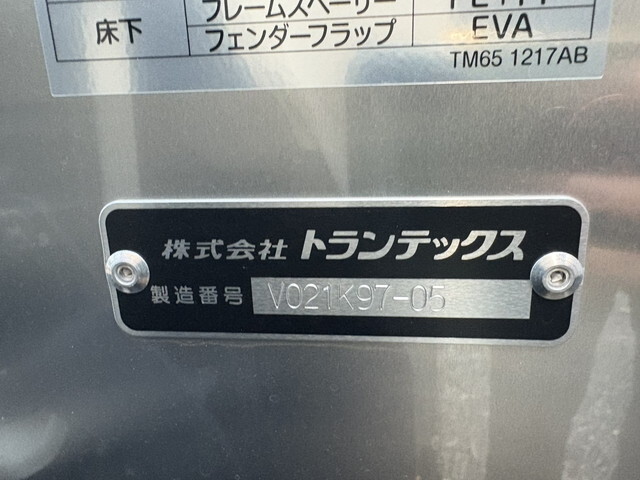 フレームスペーサー
床下
フェンダーフラップ EVA
TM65 1217AB
株式会社 トランテックス
製造番号 V021K97-05